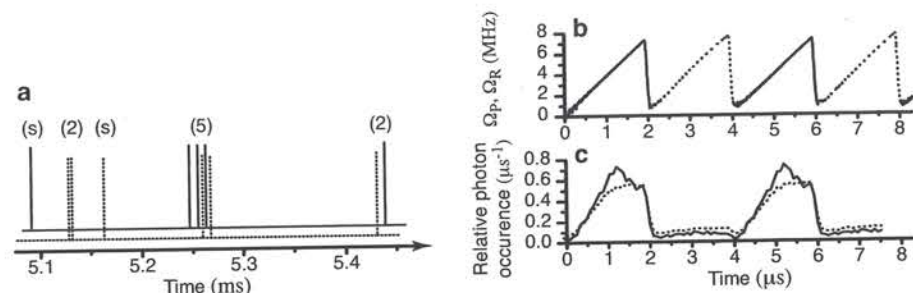 a
(s) (2) (s) (5) (2)
5.1 5.2 5.3 5.4
Time (ms)
b
Ω_P, Ω_R (MHz)
8
6
4
2
0
0 1 2 3 4 5 6 7 8
c
Relative photon
occurence (μs⁻¹)
0.8
0.6
0.4
0.2
0.0
0 1 2 3 4 5 6 7 8
Time (μs)